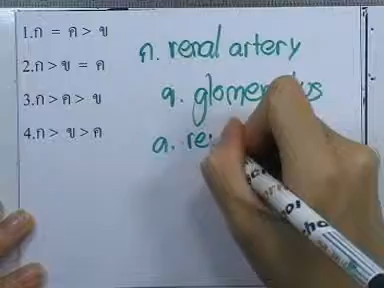 1.ก = ค > ข
2.ก > ข = ค
3.ก > ค > ข
4.ก > ข > ค
ก. renal artery
ข.
ค. re